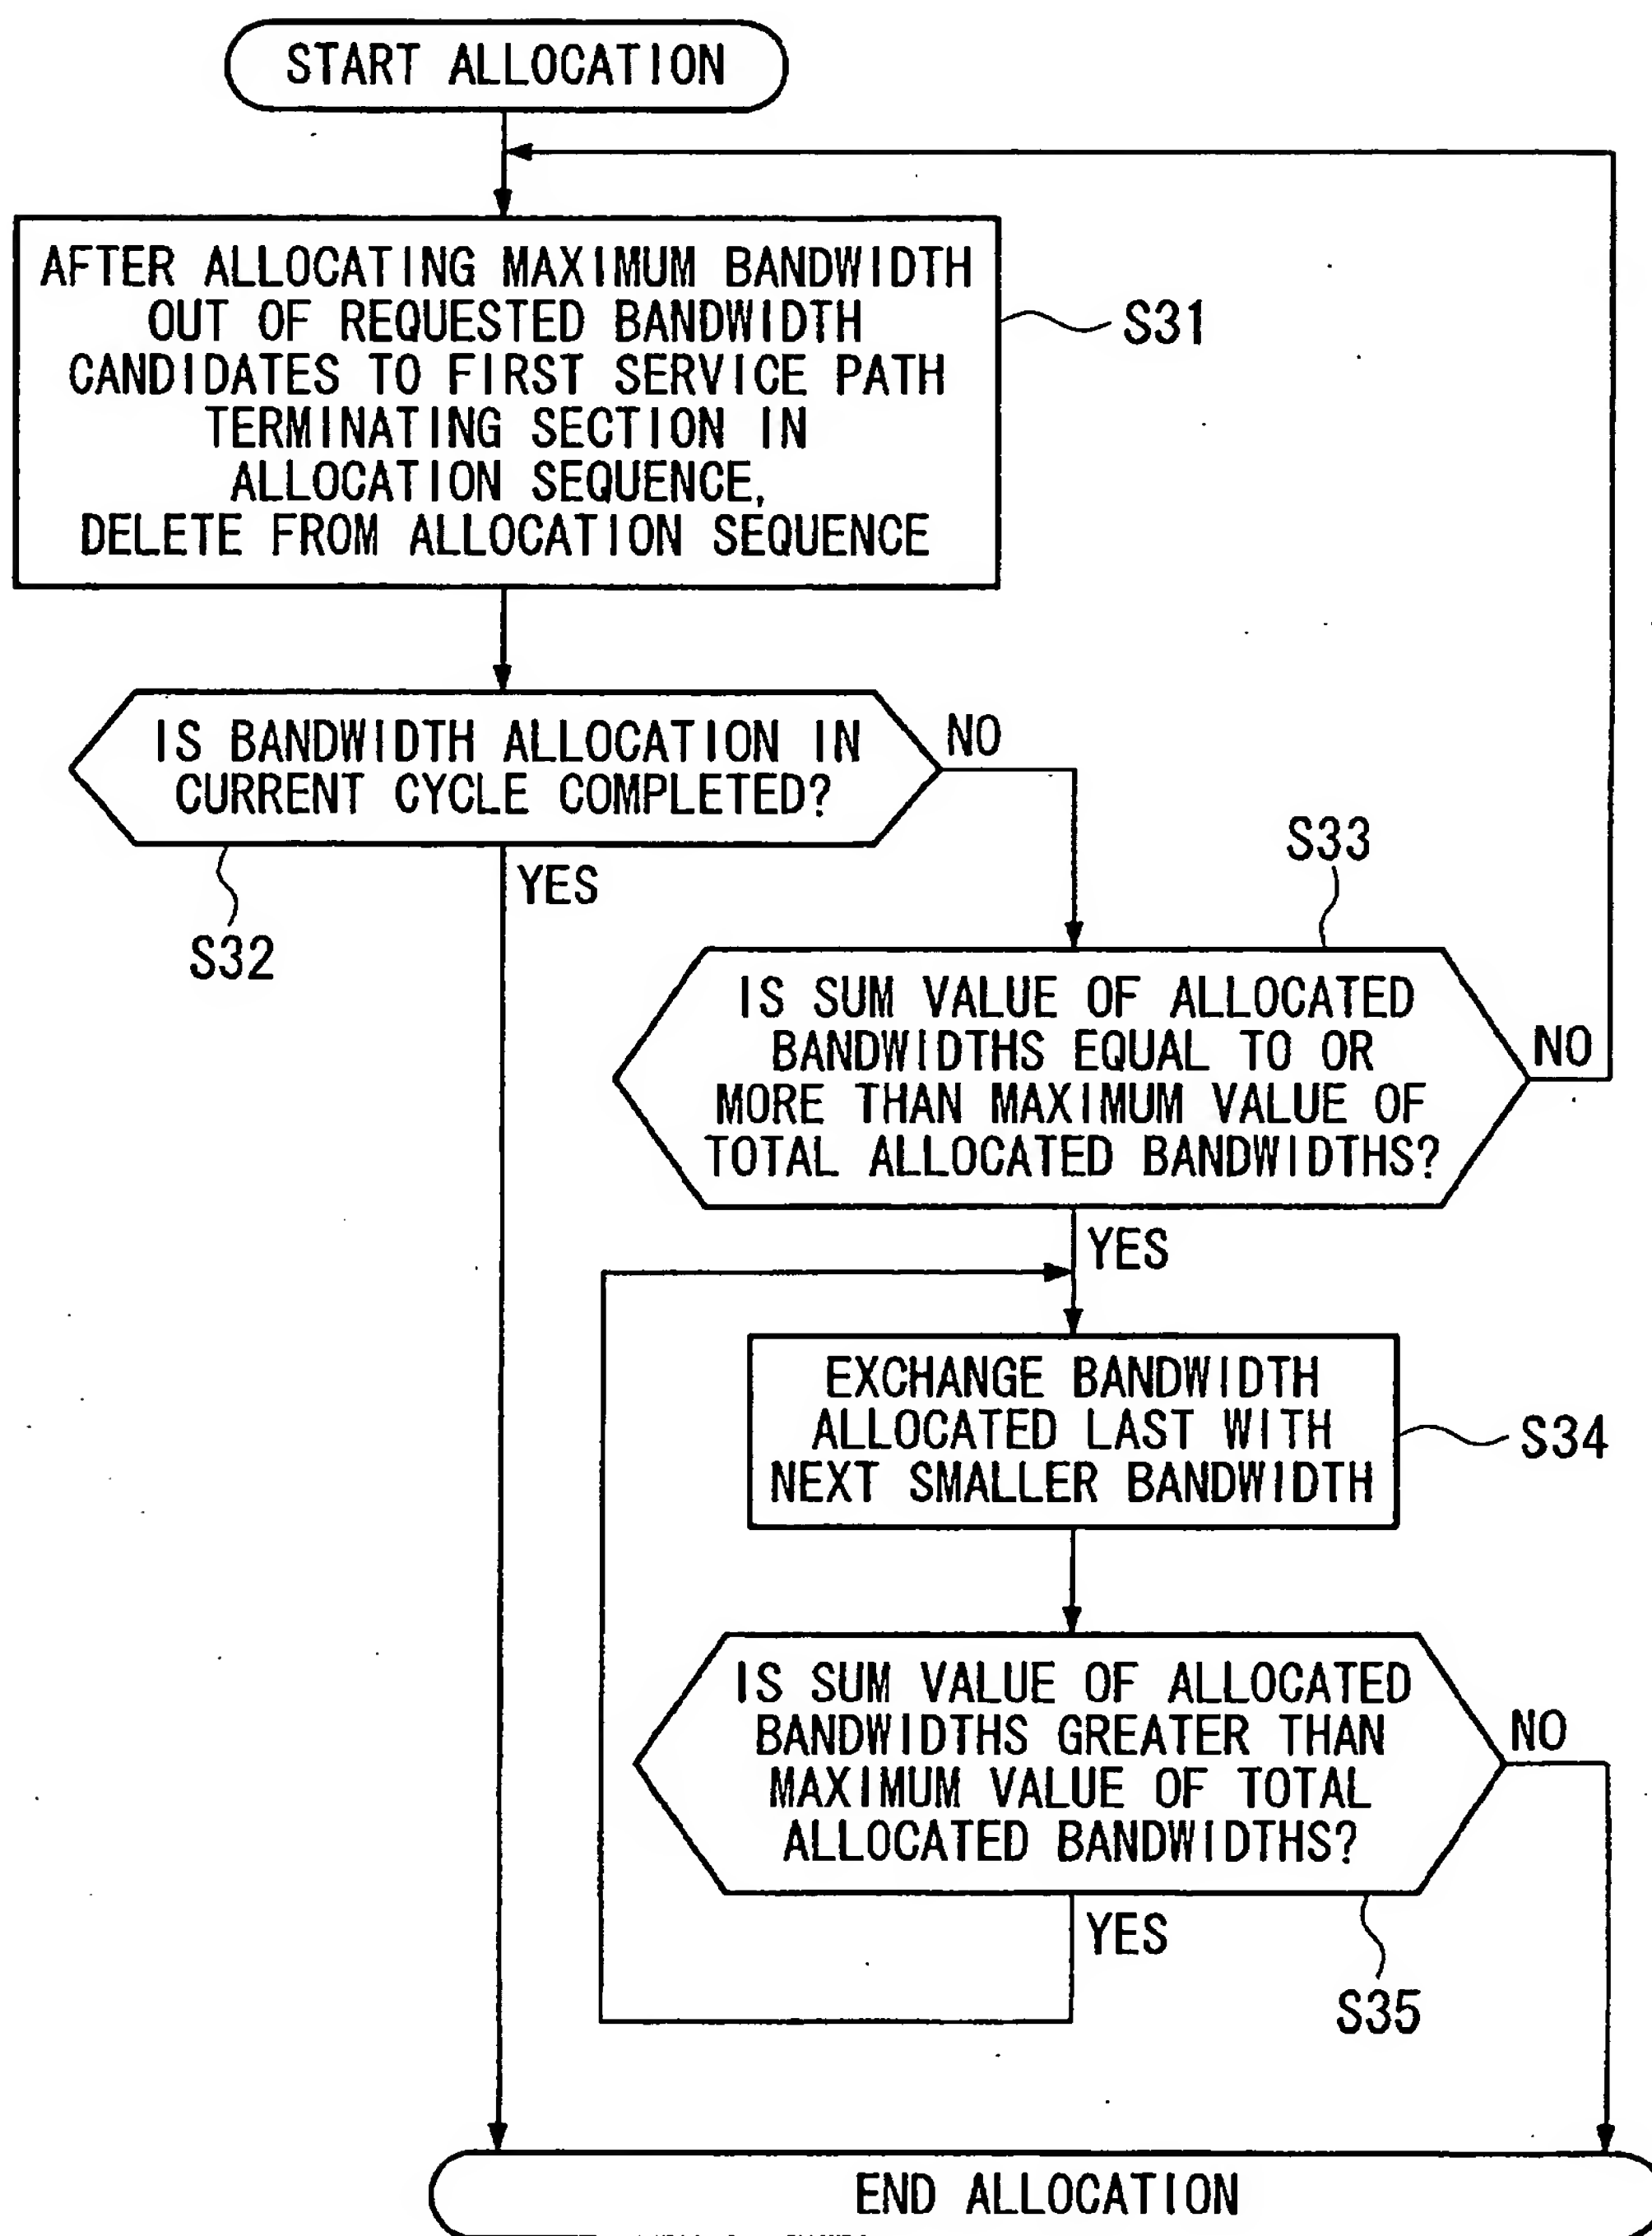 START ALLOCATION
AFTER ALLOCATING MAXIMUM BANDWIDTH
OUT OF REQUESTED BANDWIDTH
CANDIDATES TO FIRST SERVICE PATH
TERMINATING SECTION IN
ALLOCATION SEQUENCE,
DELETE FROM ALLOCATION SEQUENCE
S31
IS BANDWIDTH ALLOCATION IN
CURRENT CYCLE COMPLETED?
NO
YES
S32
S33
IS SUM VALUE OF ALLOCATED
BANDWIDTHS EQUAL TO OR
MORE THAN MAXIMUM VALUE OF
TOTAL ALLOCATED BANDWIDTHS?
NO
YES
EXCHANGE BANDWIDTH
ALLOCATED LAST WITH
NEXT SMALLER BANDWIDTH
S34
IS SUM VALUE OF ALLOCATED
BANDWIDTHS GREATER THAN
MAXIMUM VALUE OF TOTAL
ALLOCATED BANDWIDTHS?
NO
YES
S35
END ALLOCATION